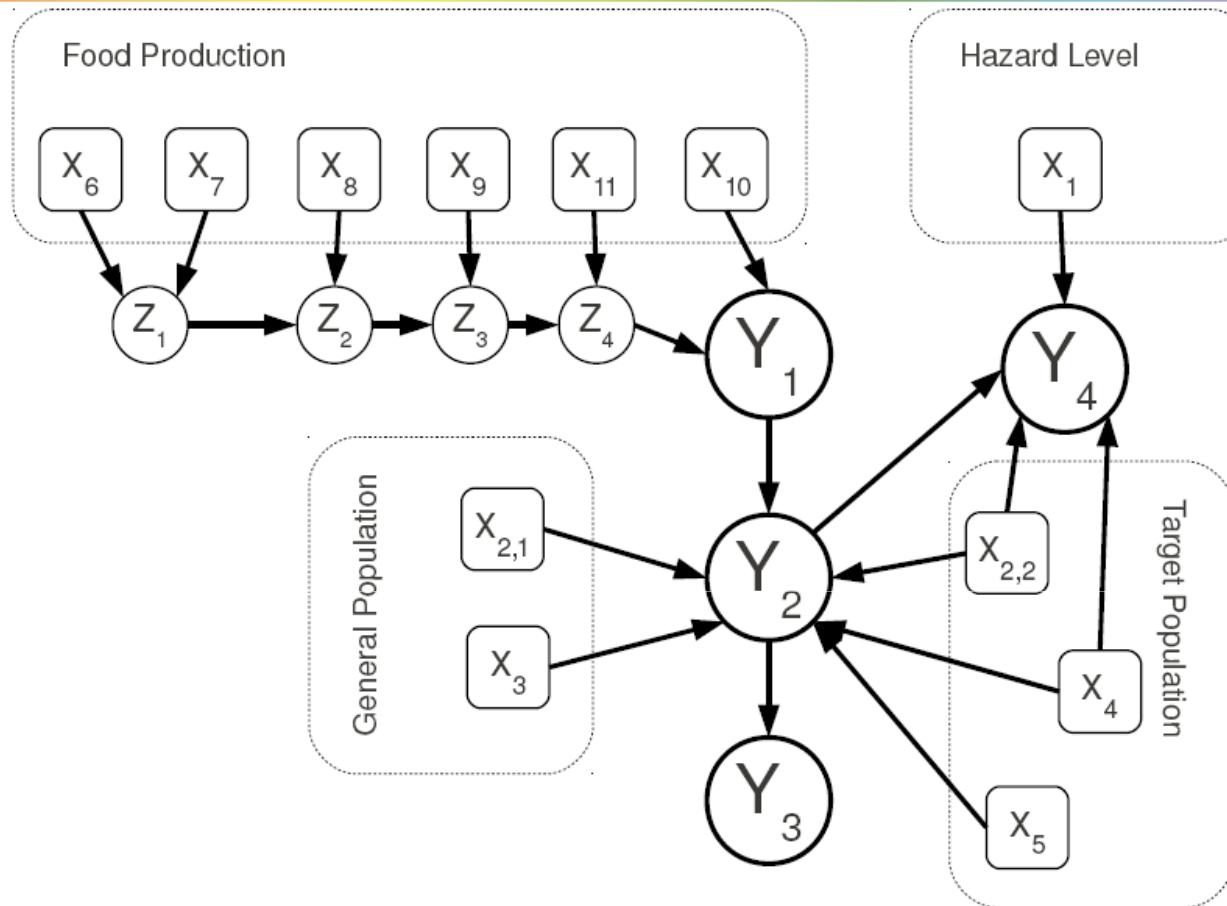 Food Production
Hazard Level
X6
X7
X8
X9
X11
X10
X1
Z1
Z2
Z3
Z4
Y1
Y4
General Population
X2,1
X3
Y2
X2,2
X4
Target Population
Y3
X5